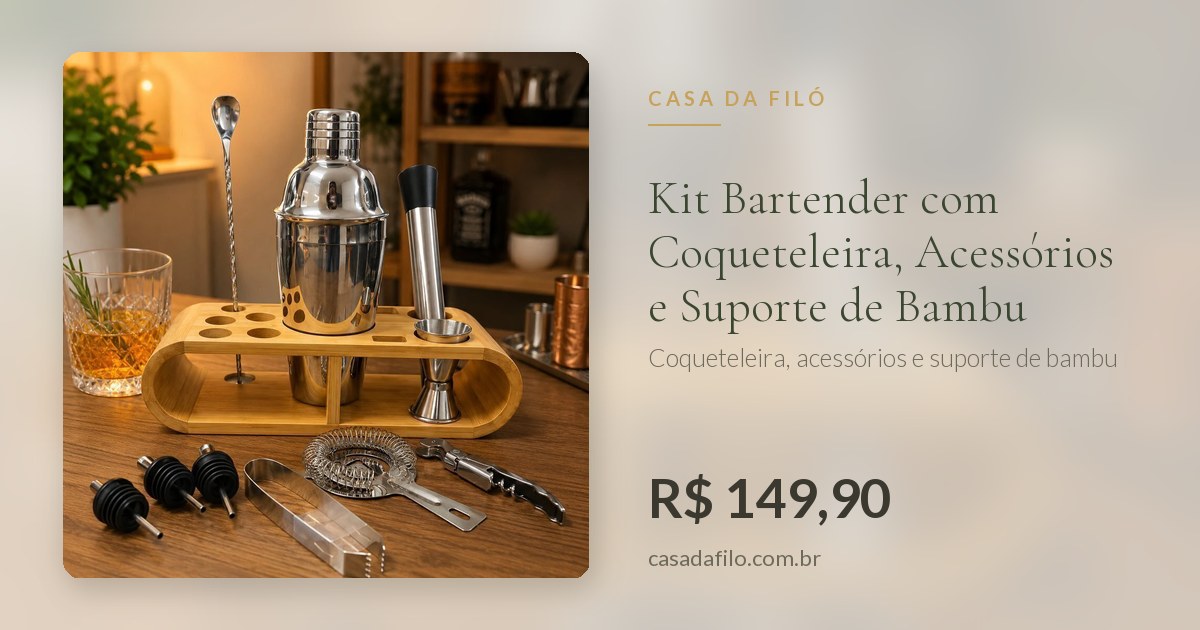 CASA DA FILÓ
Kit Bartender com
Coqueteleira, Acessórios
e Suporte de Bambu
Coqueteleira, acessórios e suporte de bambu
R$ 149,90
casadafilo.com.br